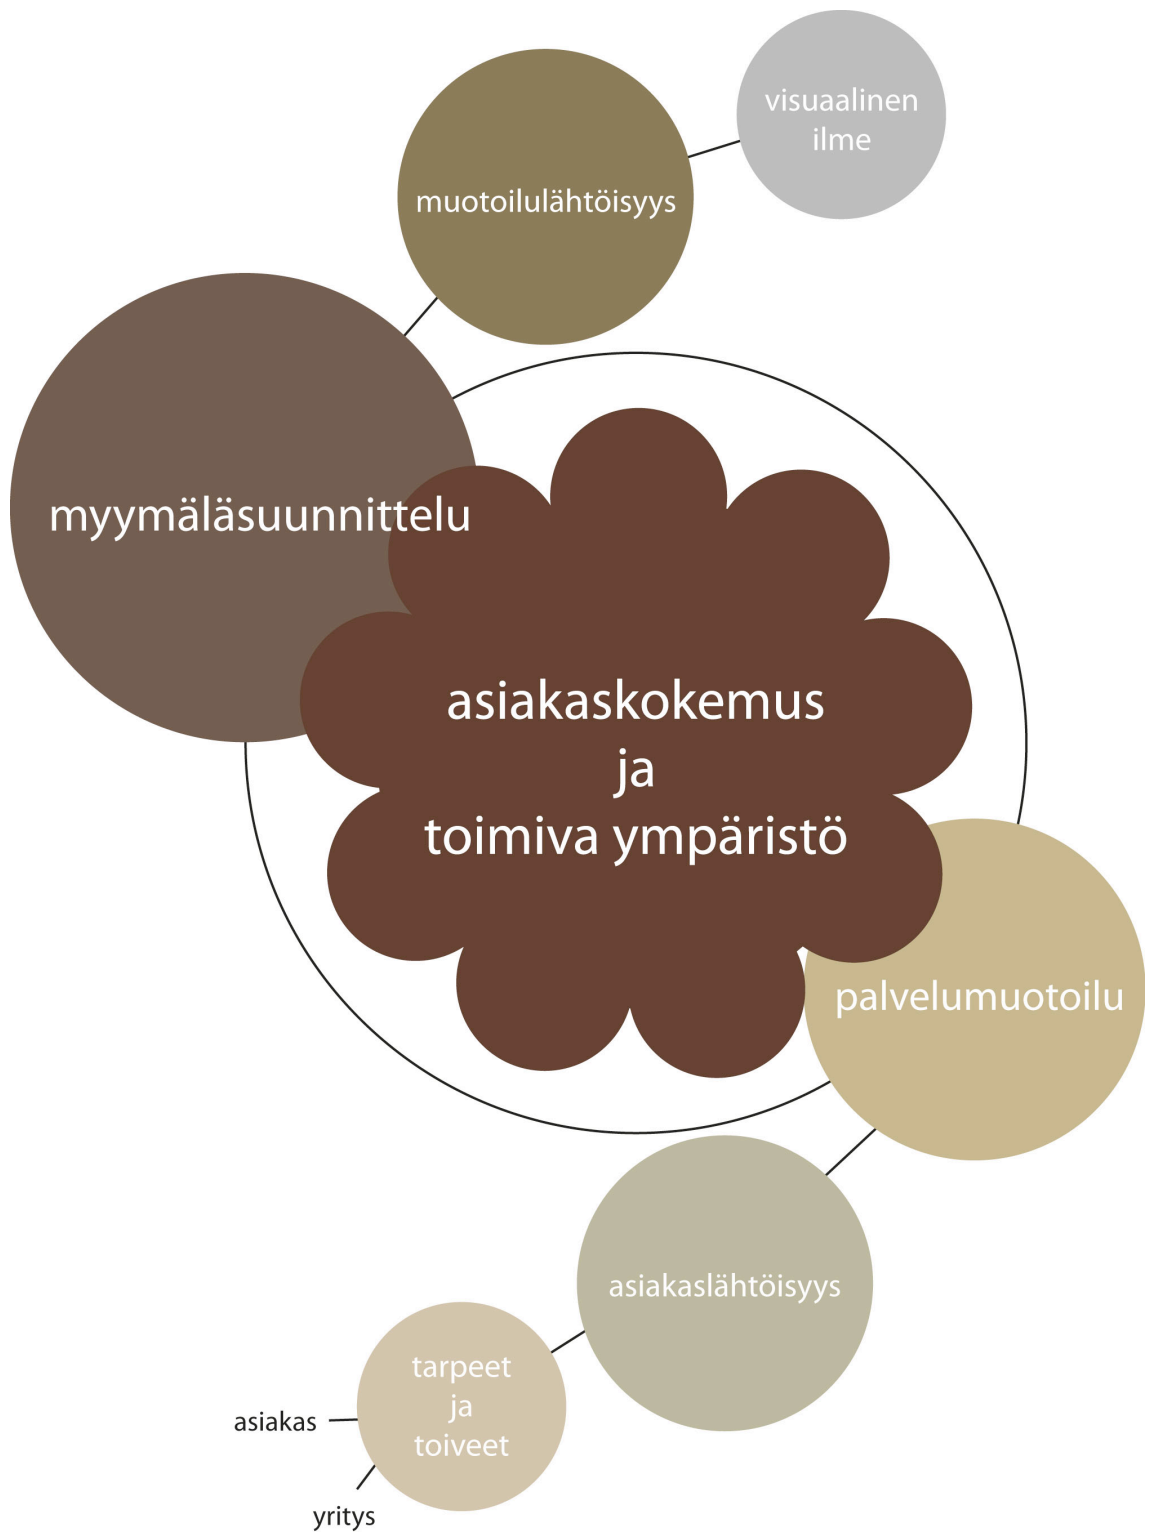 visuaalinen
ilme
muotoilulähtöisyys
myymäläsuunnittelu
asiakaskokemus
ja
toimiva ympäristö
palvelumuotoilu
asiakaslähtöisyys
tarpeet
ja
toiveet
asiakas
yritys